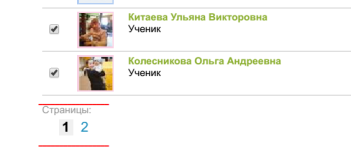 Китаева Ульяна Викторовна
Ученик
Колесникова Ольга Андреевна
Ученик
Страницы:
1 2